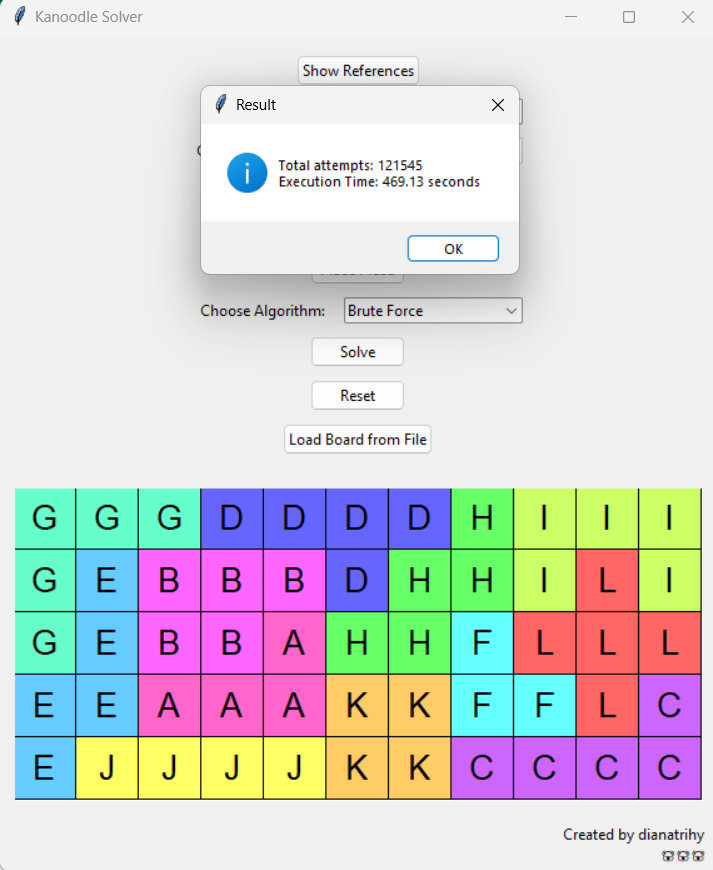 Kanoodle Solver
Show References
Result
Total attempts: 121545
Execution Time: 469.13 seconds
OK
Choose Algorithm: Brute Force
Solve
Reset
Load Board from File
G G G D D D D H I I I
G E B B B D H H I L I
G E B B A H H F L L L
E E A A A K K F F L C
E J J J J K K C C C C
Created by dianatrihy